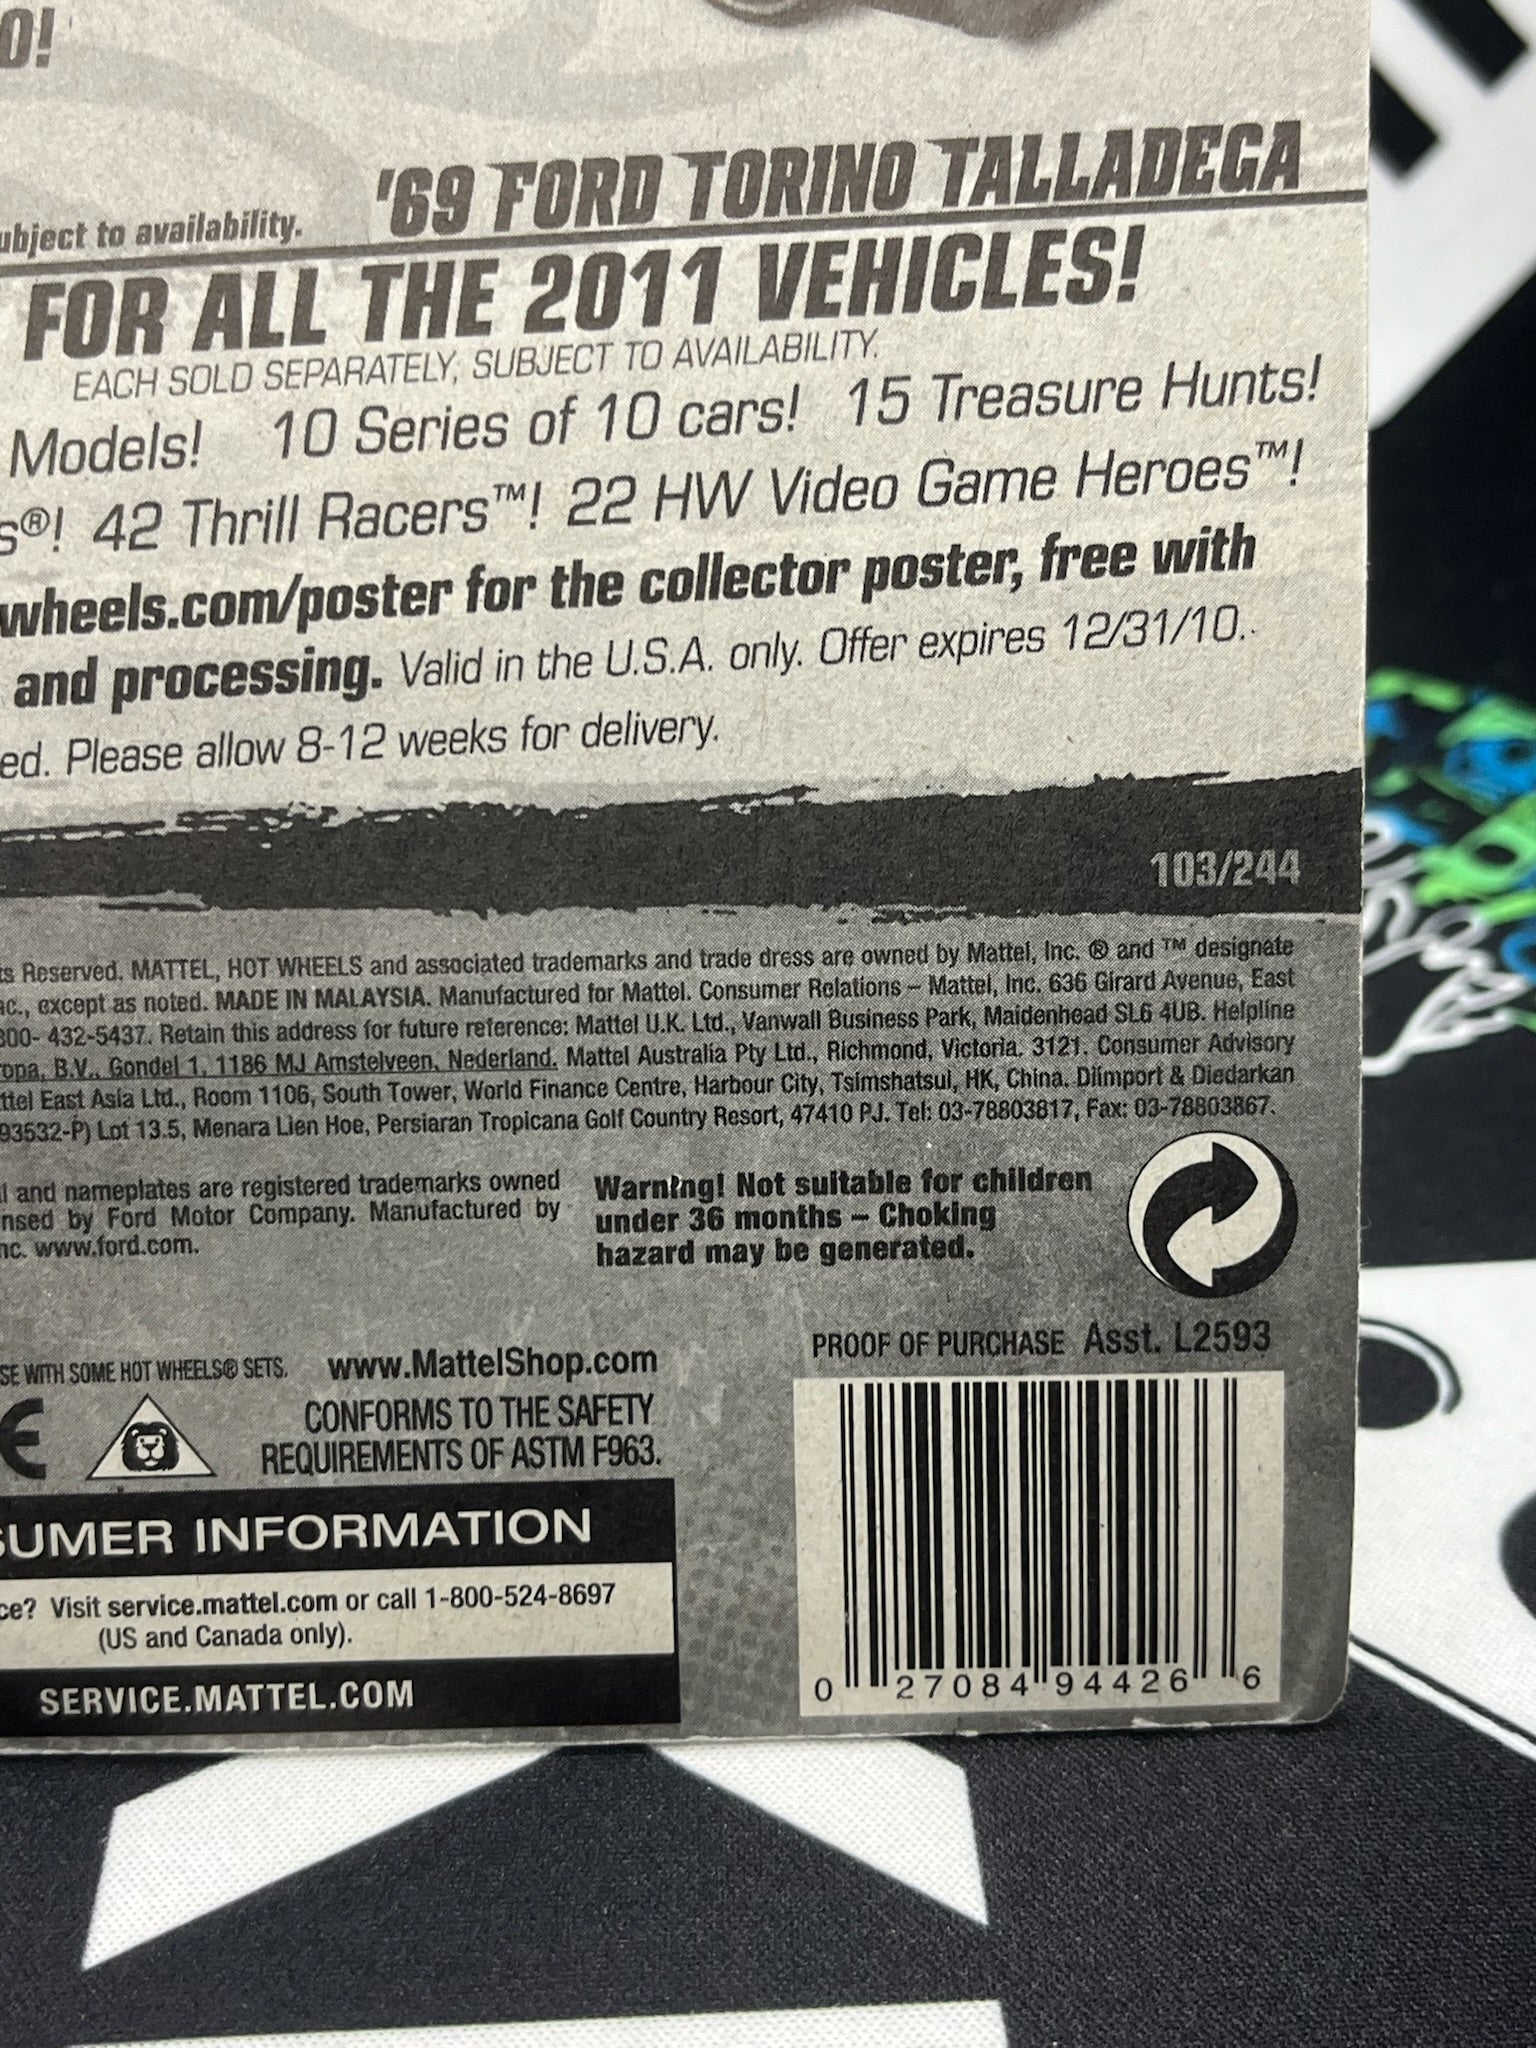 0!
'69 FORD TORINO TALLADEGA
ubject to availability.
FOR ALL THE 2011 VEHICLES!
EACH SOLD SEPARATELY, SUBJECT TO AVAILABILITY.
Models! 10 Series of 10 cars! 15 Treasure Hunts!
s®! 42 Thrill Racers™! 22 HW Video Game Heroes™!
wheels.com/poster for the collector poster, free with
and processing. Valid in the U.S.A. only. Offer expires 12/31/10.
ed. Please allow 8-12 weeks for delivery.
103/244
ts Reserved. MATTEL, HOT WHEELS and associated trademarks and trade dress are owned by Mattel, Inc. ® and ™ designate
nc., except as noted. MADE IN MALAYSIA. Manufactured for Mattel. Consumer Relations – Mattel, Inc. 636 Girard Avenue, East
800- 432-5437. Retain this address for future reference: Mattel U.K. Ltd., Vanwall Business Park, Maidenhead SL6 4UB. Helpline
ropa, B.V., Gondel 1, 1186 MJ Amstelveen, Nederland. Mattel Australia Pty Ltd., Richmond, Victoria. 3121. Consumer Advisory
ttel East Asia Ltd., Room 1106, South Tower, World Finance Centre, Harbour City, Tsimshatsui, HK, China. Diimport & Diedarkan
93532-P) Lot 13.5, Menara Lien Hoe, Persiaran Tropicana Golf Country Resort, 47410 PJ. Tel: 03-78803817, Fax: 03-78803867.
l and nameplates are registered trademarks owned
nsed by Ford Motor Company. Manufactured by
nc. www.ford.com.
Warning! Not suitable for children
under 36 months – Choking
hazard may be generated.
PROOF OF PURCHASE Asst. L2593
SE WITH SOME HOT WHEELS® SETS. www.MattelShop.com
CE
CONFORMS TO THE SAFETY
REQUIREMENTS OF ASTM F963.
SUMER INFORMATION
ce? Visit service.mattel.com or call 1-800-524-8697
(US and Canada only).
SERVICE.MATTEL.COM
0 27084 94426 6